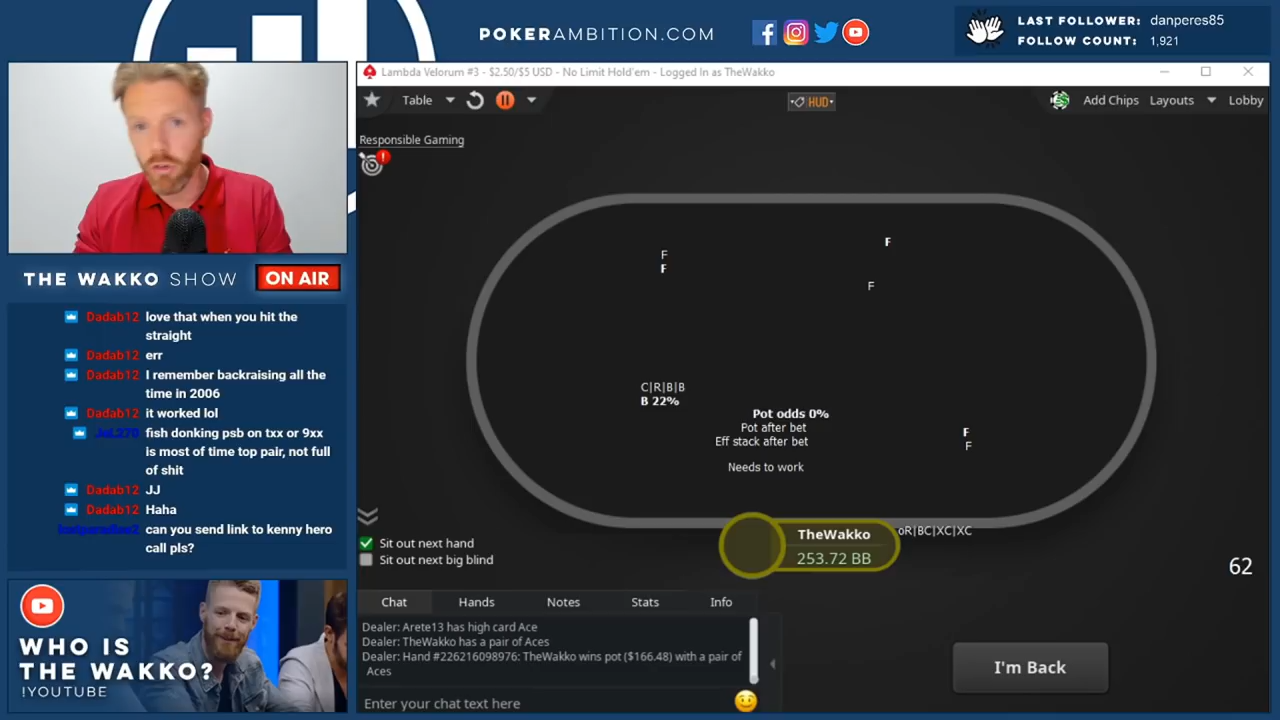 POKERAMBITION.COM
LAST FOLLOWER: danperes85
FOLLOW COUNT: 1,921
Lambda Velorum #3 - $2.50/$5 USD - No Limit Hold'em - Logged In as TheWakko
Table
HUD
Add Chips Layouts Lobby
Responsible Gaming
F
F
F
F
C|R|B|B
B 22%
Pot odds 0%
Pot after bet
Eff stack after bet
Needs to work
F
F
oR|BC|XC|XC
TheWakko
253.72 BB
62
Sit out next hand
Sit out next big blind
Chat Hands Notes Stats Info
Dealer: Arete13 has high card Ace
Dealer: TheWakko has a pair of Aces
Dealer: Hand #226216098976: TheWakko wins pot ($166.48) with a pair of
Aces
Enter your chat text here
I'm Back
THE WAKKO SHOW ON AIR
Dadab12 love that when you hit the
straight
Dadab12 err
Dadab12 I remember backraising all the
time in 2006
Dadab12 it worked lol
fish donking psb on txx or 9xx
is most of time top pair, not full
of shit
Dadab12 JJ
Dadab12 Haha
can you send link to kenny hero
call pls?
WHO IS
THE WAKKO?
!YOUTUBE